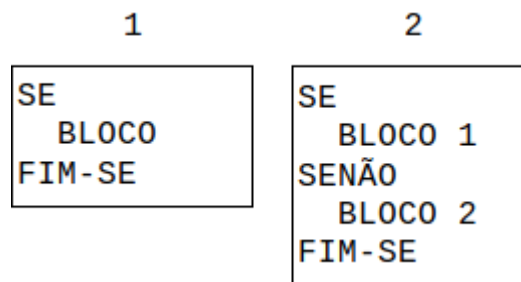 1
SE
  BLOCO
FIM-SE
2
SE
  BLOCO 1
SENÃO
  BLOCO 2
FIM-SE